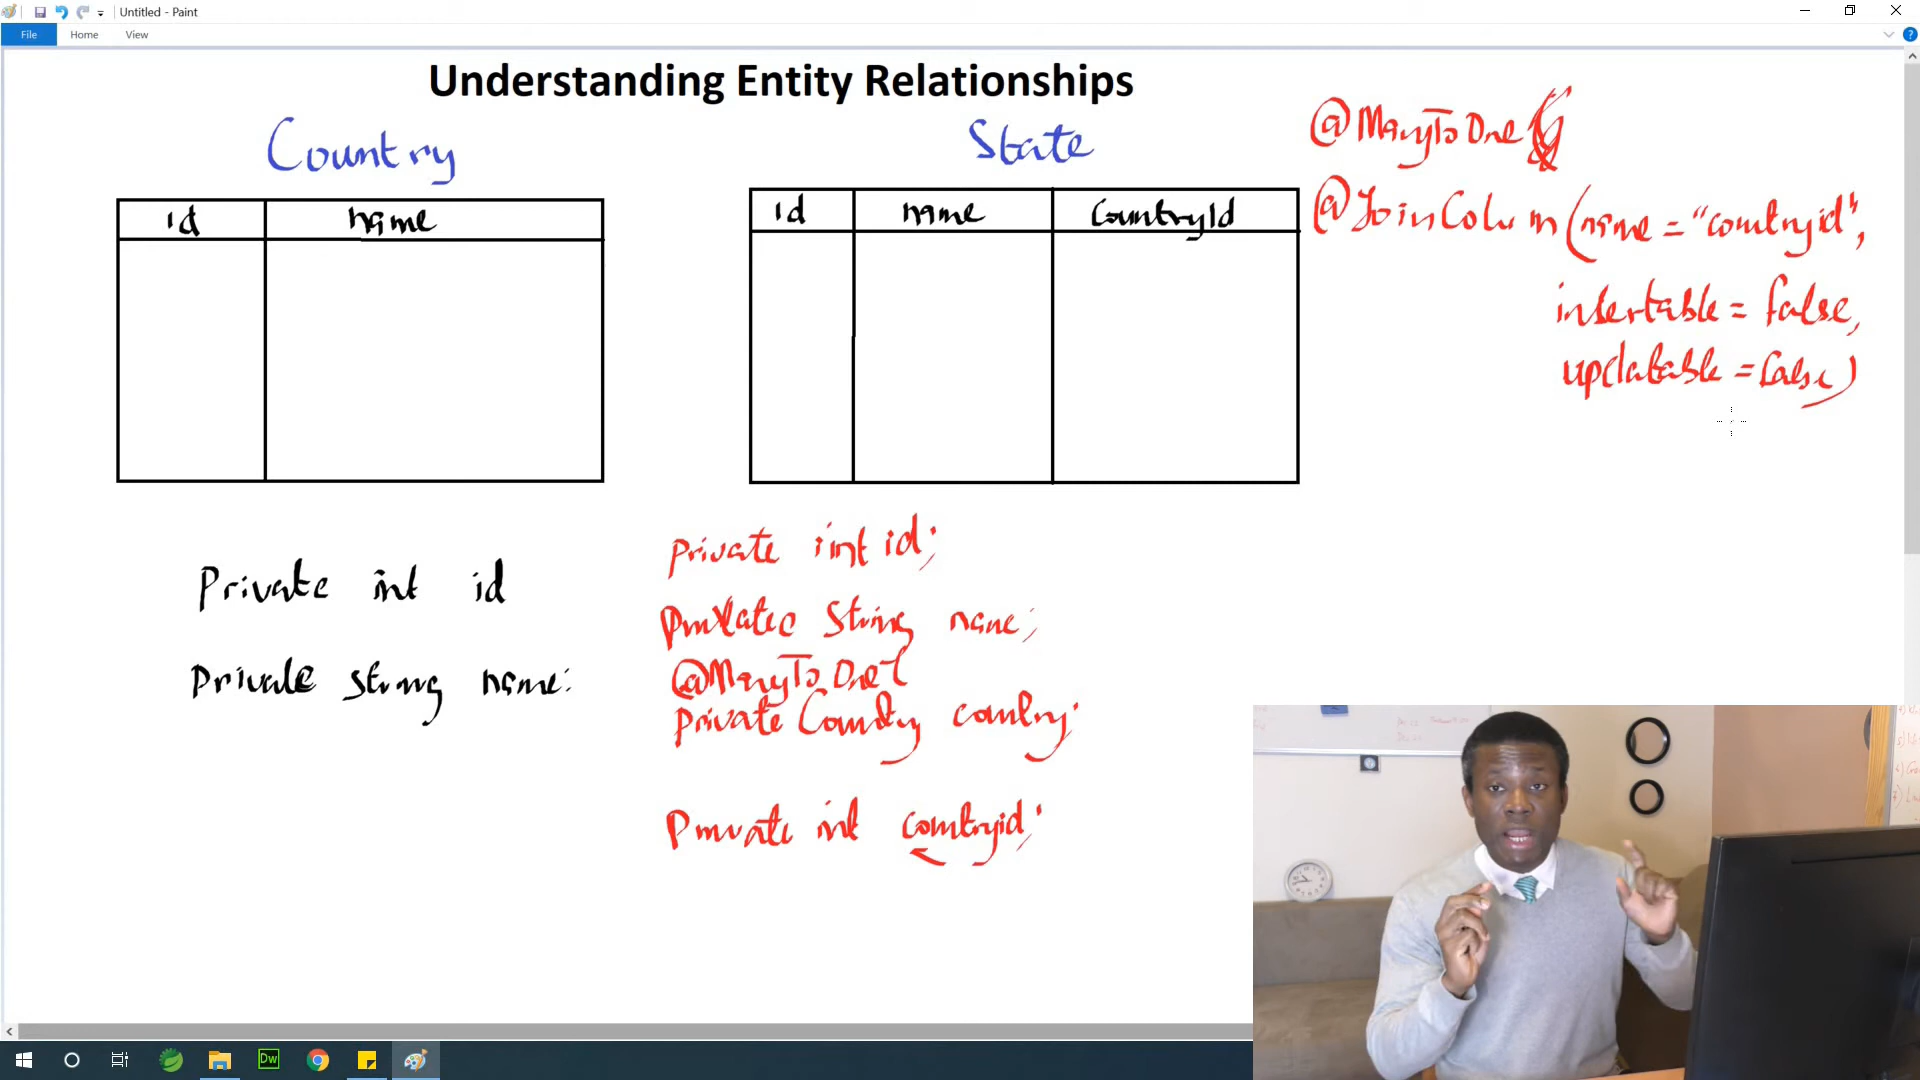 Untitled - Paint
File Home View
Understanding Entity Relationships
Country
id name
Private int id
Private String name:
State
id name CountryId
private int id;
Private String name;
@ManyToOne(
private Country country;
Private int countryid;
@ManyToOne
@JoinColumn(name="countryid",
insertable=false,
updatable=false)
Dw